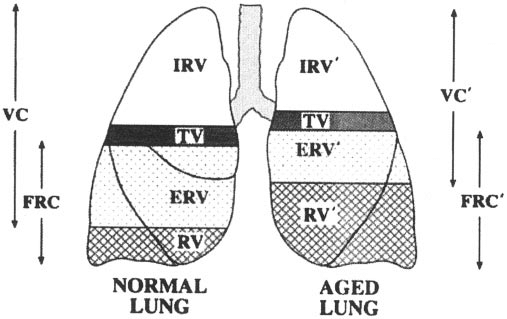 IRV
VC
TV
FRC
ERV
RV
NORMAL
LUNG
IRV′
VC′
TV
ERV′
FRC′
RV′
AGED
LUNG